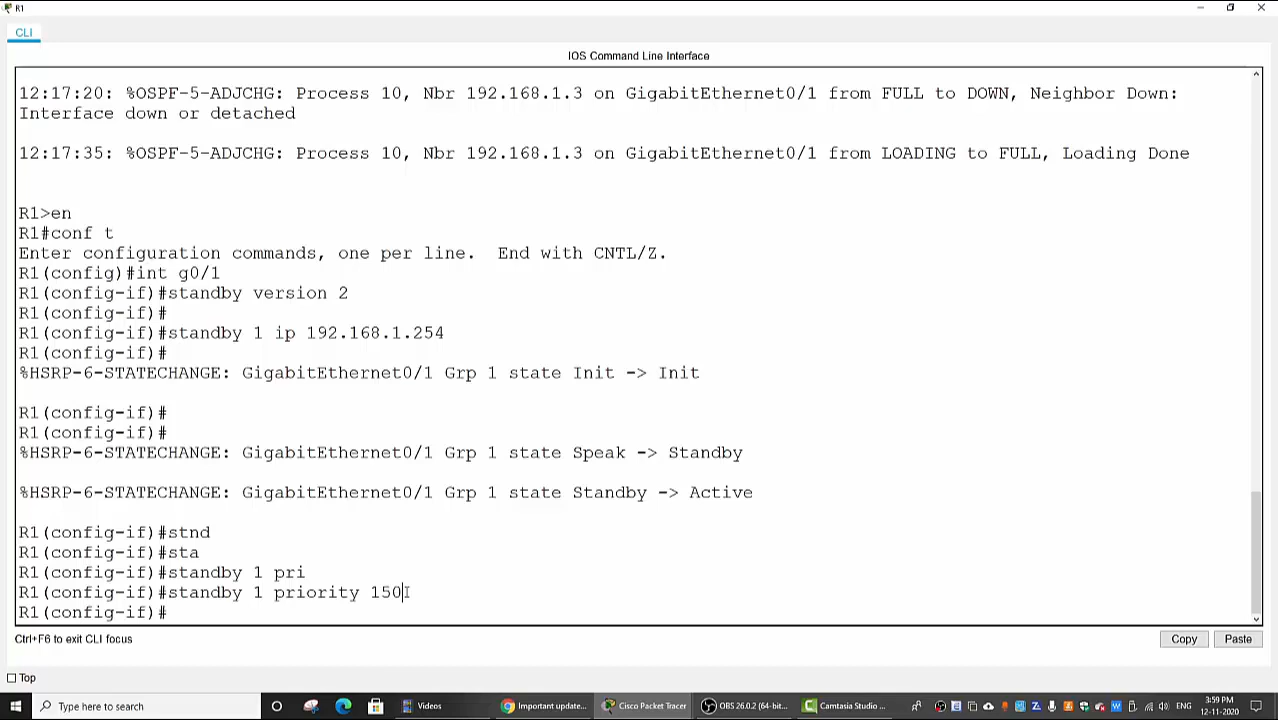 R1
CLI
IOS Command Line Interface
12:17:20: %OSPF-5-ADJCHG: Process 10, Nbr 192.168.1.3 on GigabitEthernet0/1 from FULL to DOWN, Neighbor Down:
Interface down or detached
12:17:35: %OSPF-5-ADJCHG: Process 10, Nbr 192.168.1.3 on GigabitEthernet0/1 from LOADING to FULL, Loading Done
R1>en
R1#conf t
Enter configuration commands, one per line.  End with CNTL/Z.
R1(config)#int g0/1
R1(config-if)#standby version 2
R1(config-if)#
R1(config-if)#standby 1 ip 192.168.1.254
R1(config-if)#
%HSRP-6-STATECHANGE: GigabitEthernet0/1 Grp 1 state Init -> Init
R1(config-if)#
R1(config-if)#
%HSRP-6-STATECHANGE: GigabitEthernet0/1 Grp 1 state Speak -> Standby
%HSRP-6-STATECHANGE: GigabitEthernet0/1 Grp 1 state Standby -> Active
R1(config-if)#stnd
R1(config-if)#sta
R1(config-if)#standby 1 pri
R1(config-if)#standby 1 priority 150
R1(config-if)#
Ctrl+F6 to exit CLI focus
Copy
Paste
Top
Type here to search
Videos
Important update...
Cisco Packet Tracer
OBS 26.0.2 (64-bit...
Camtasia Studio ...
ENG
3:59 PM
12-11-2020